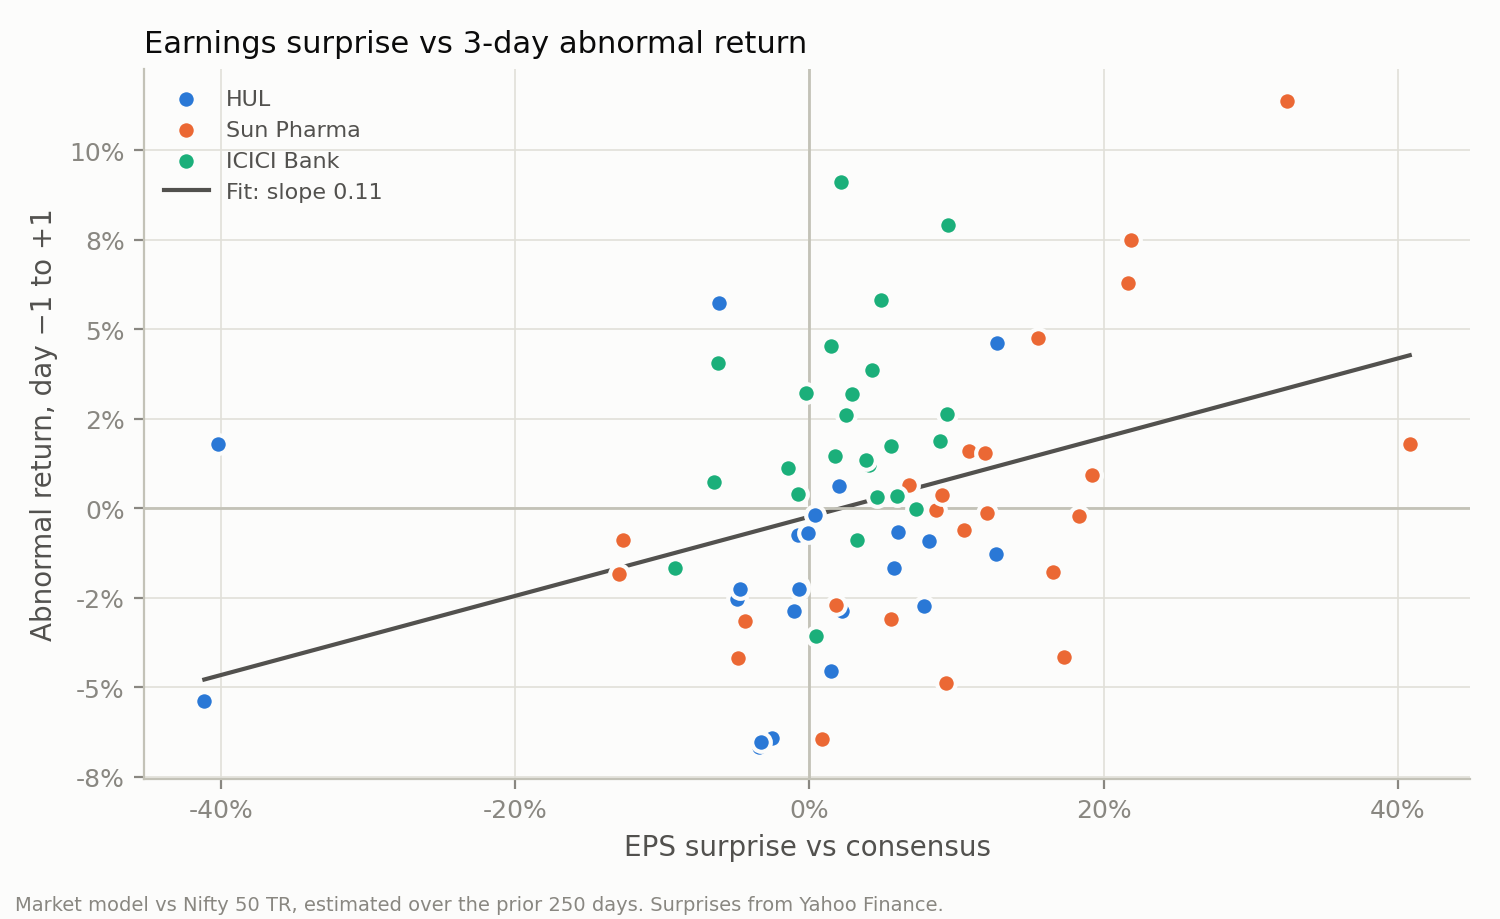 Earnings surprise vs 3-day abnormal return
HUL
Sun Pharma
ICICI Bank
Fit: slope 0.11
Abnormal return, day −1 to +1
10%
8%
5%
2%
0%
-2%
-5%
-8%
-40%
-20%
0%
20%
40%
EPS surprise vs consensus
Market model vs Nifty 50 TR, estimated over the prior 250 days. Surprises from Yahoo Finance.